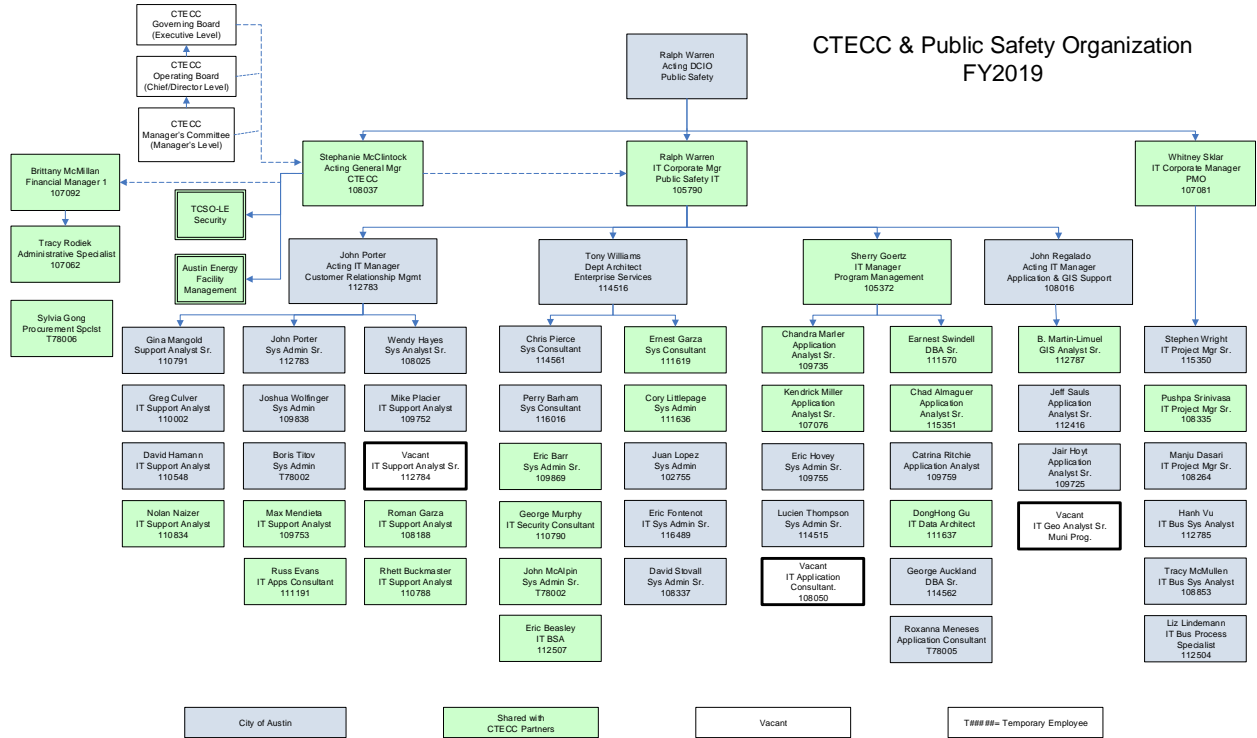 CTECC & Public Safety Organization
FY2019
CTECC
Governing Board
(Executive Level)
CTECC
Operating Board
(Chief/Director Level)
CTECC
Manager's Committee
(Manager's Level)
Ralph Warren
Acting DCIO
Public Safety
Brittany McMillan
Financial Manager 1
107092
Stephanie McClintock
Acting General Mgr
CTECC
108037
Ralph Warren
IT Corporate Mgr
Public Safety IT
105790
Whitney Sklar
IT Corporate Manager
PMO
107081
TCSO-LE
Security
Tracy Rodiek
Administrative Specialist
107062
Austin Energy
Facility
Management
John Porter
Acting IT Manager
Customer Relationship Mgmt
112783
Tony Williams
Dept Architect
Enterprise Services
114516
Sherry Goertz
IT Manager
Program Management
105372
John Regalado
Acting IT Manager
Application & GIS Support
108016
Sylvia Gong
Procurement Spclst
T78006
Gina Mangold
Support Analyst Sr.
110791
Greg Culver
IT Support Analyst
110002
David Hamann
IT Support Analyst
110548
Nolan Naizer
IT Support Analyst
110834
John Porter
Sys Admin Sr.
112783
Joshua Wolfinger
Sys Admin
109838
Boris Titov
Sys Admin
T78002
Max Mendieta
IT Support Analyst
109753
Russ Evans
IT Apps Consultant
111191
Wendy Hayes
Sys Analyst Sr.
108025
Mike Placier
IT Support Analyst
109752
Vacant
IT Support Analyst Sr.
112784
Roman Garza
IT Support Analyst
108188
Rhett Buckmaster
IT Support Analyst
110788
Chris Pierce
Sys Consultant
114561
Perry Barham
Sys Consultant
116016
Eric Barr
Sys Admin Sr.
109869
George Murphy
IT Security Consultant
110790
John McAlpin
Sys Admin Sr.
T78002
Eric Beasley
IT BSA
112507
Ernest Garza
Sys Consultant
111619
Cory Littlepage
Sys Admin
111636
Juan Lopez
Sys Admin
102755
Eric Fontenot
IT Sys Admin Sr.
116489
David Stovall
Sys Admin Sr.
108337
Chandra Marler
Application
Analyst Sr.
109735
Kendrick Miller
Application
Analyst Sr.
107076
Eric Hovey
Sys Admin Sr.
109755
Lucien Thompson
Sys Admin Sr.
114515
Vacant
IT Application
Consultant.
108050
Earnest Swindell
DBA Sr.
111570
Chad Almaguer
Application
Analyst Sr.
115351
Catrina Ritchie
Application Analyst
109759
DongHong Gu
IT Data Architect
111637
George Auckland
DBA Sr.
114562
Roxanna Meneses
Application Consultant
T78005
B. Martin-Limuel
GIS Analyst Sr.
112787
Jeff Sauls
Application
Analyst Sr.
112416
Jair Hoyt
Application
Analyst Sr.
109725
Vacant
IT Geo Analyst Sr.
Muni Prog.
Stephen Wright
IT Project Mgr Sr.
115350
Pushpa Srinivasa
IT Project Mgr Sr.
108335
Manju Dasari
IT Project Mgr Sr.
108264
Hanh Vu
IT Bus Sys Analyst
112785
Tracy McMullen
IT Bus Sys Analyst
108853
Liz Lindemann
IT Bus Process
Specialist
112504
City of Austin
Shared with
CTECC Partners
Vacant
T#####= Temporary Employee